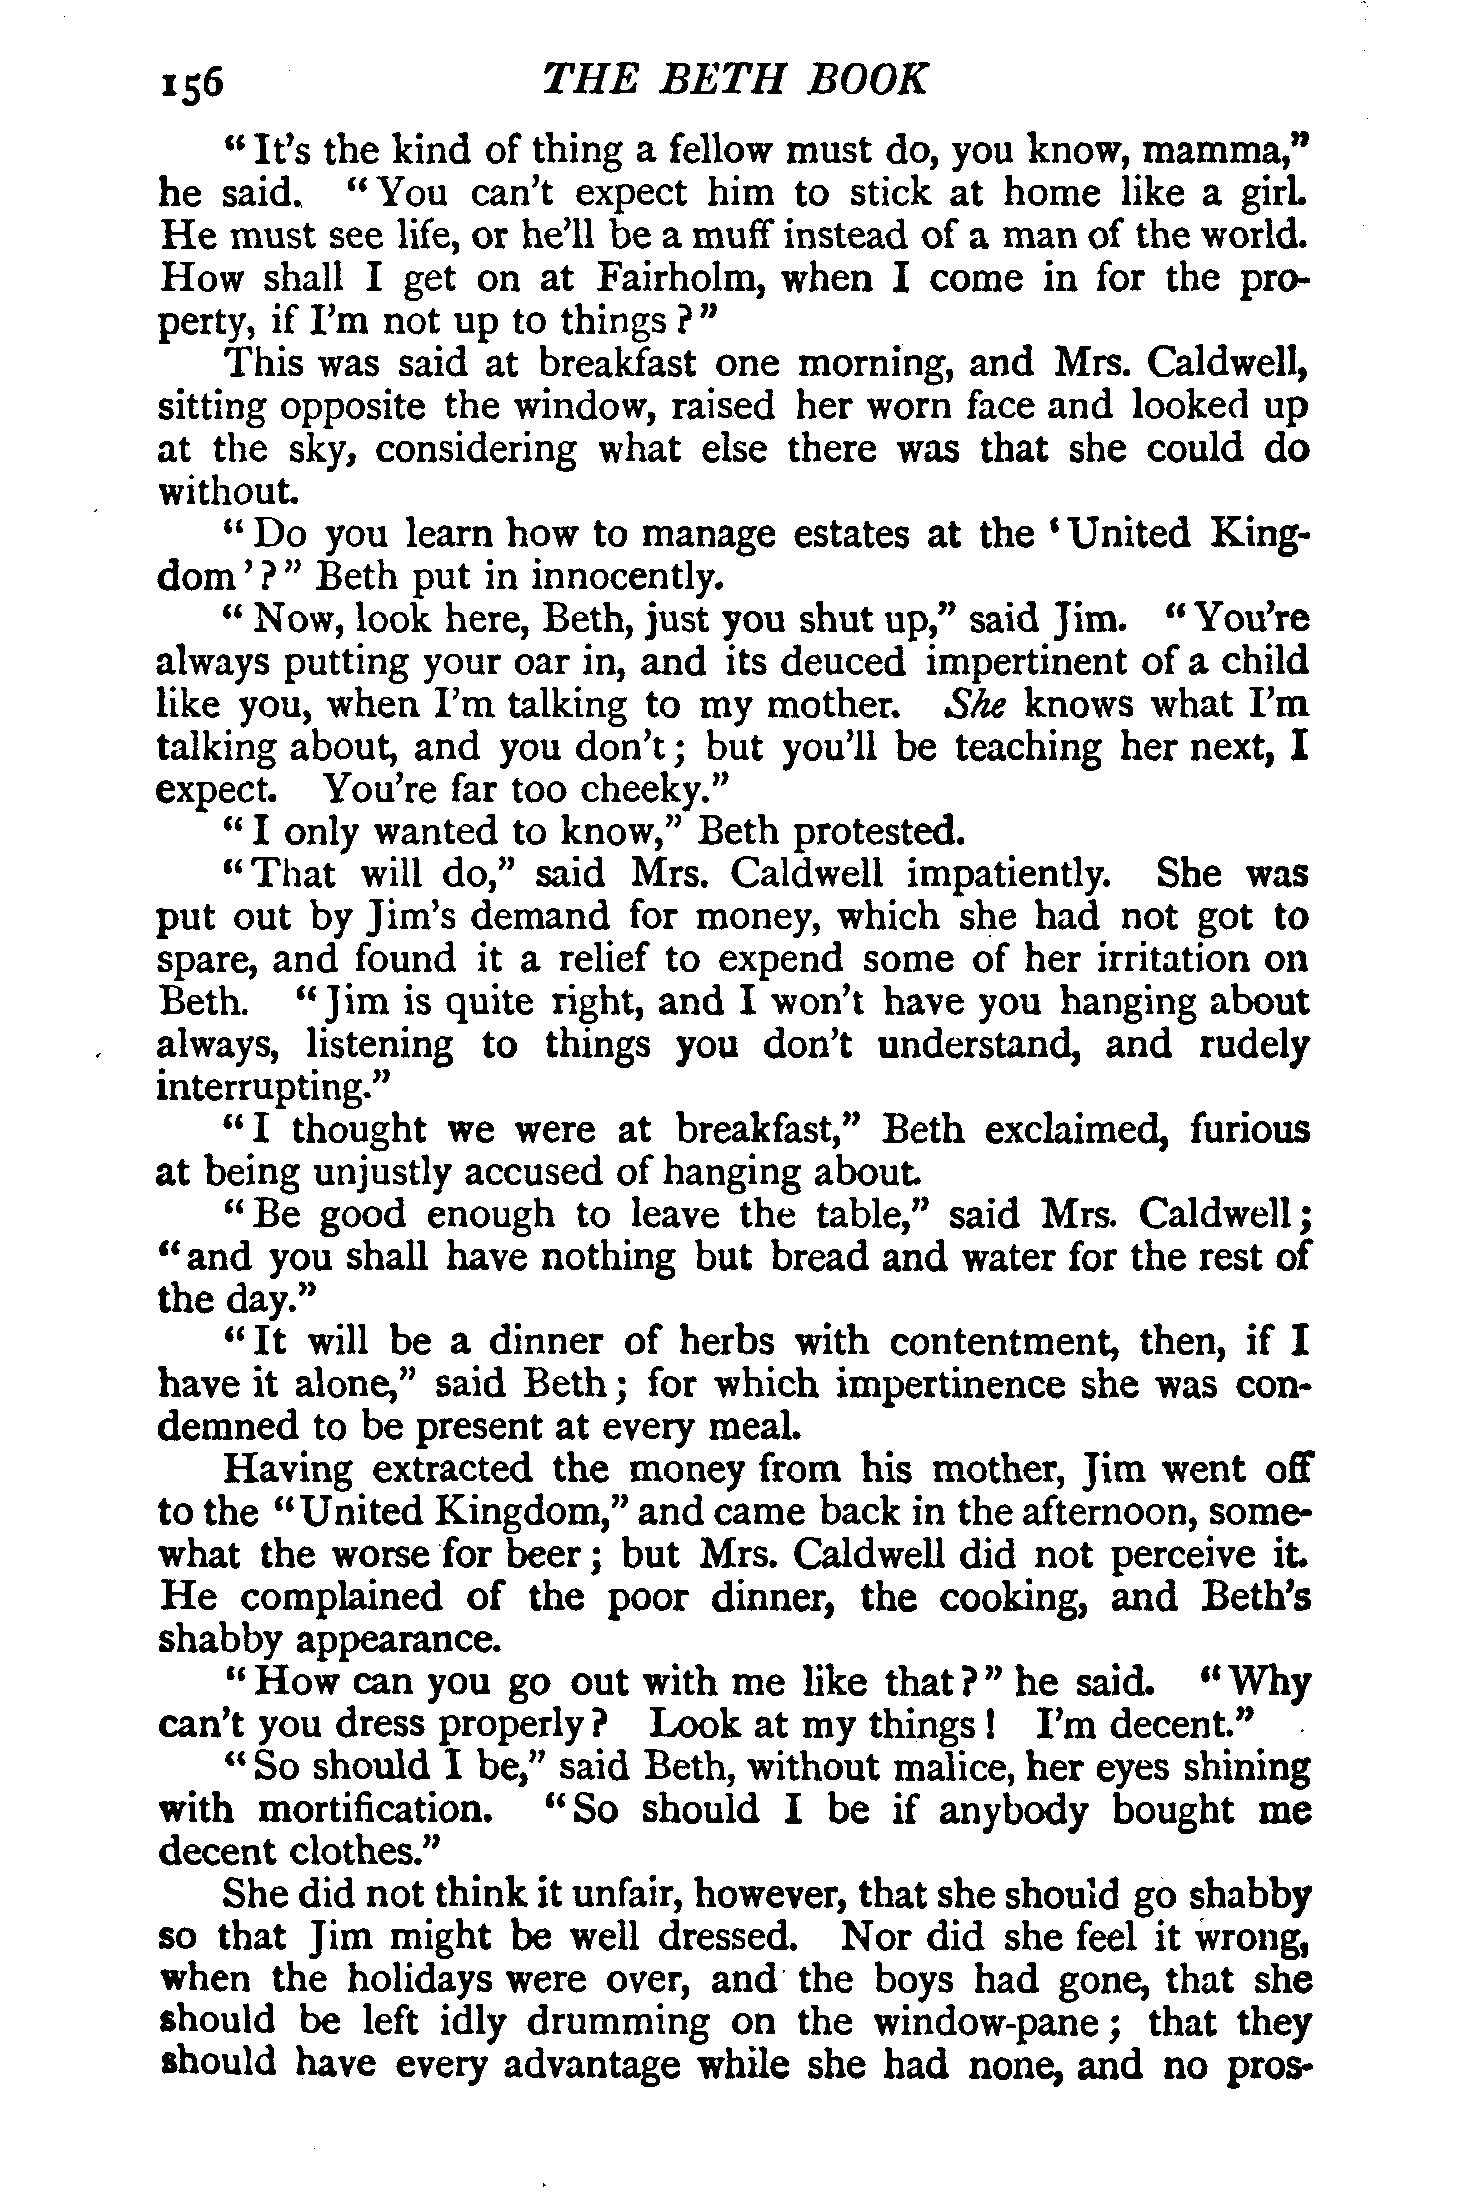 156 THE BETH BOOK
“It’s the kind of thing a fellow must do, you know, mamma,”
he said. “You can’t expect him to stick at home like a girl.
He must see life, or he’ll be a muff instead of a man of the world.
How shall I get on at Fairholm, when I come in for the pro-
perty, if I’m not up to things?”
This was said at breakfast one morning, and Mrs. Caldwell,
sitting opposite the window, raised her worn face and looked up
at the sky, considering what else there was that she could do
without.
“Do you learn how to manage estates at the ‘United King-
dom’?” Beth put in innocently.
“Now, look here, Beth, just you shut up,” said Jim. “You’re
always putting your oar in, and its deuced impertinent of a child
like you, when I’m talking to my mother. She knows what I’m
talking about, and you don’t; but you’ll be teaching her next, I
expect. You’re far too cheeky.”
“I only wanted to know,” Beth protested.
“That will do,” said Mrs. Caldwell impatiently. She was
put out by Jim’s demand for money, which she had not got to
spare, and found it a relief to expend some of her irritation on
Beth. “Jim is quite right, and I won’t have you hanging about
always, listening to things you don’t understand, and rudely
interrupting.”
“I thought we were at breakfast,” Beth exclaimed, furious
at being unjustly accused of hanging about.
“Be good enough to leave the table,” said Mrs. Caldwell;
“and you shall have nothing but bread and water for the rest of
the day.”
“It will be a dinner of herbs with contentment, then, if I
have it alone,” said Beth; for which impertinence she was con-
demned to be present at every meal.
Having extracted the money from his mother, Jim went off
to the “United Kingdom,” and came back in the afternoon, some-
what the worse for beer; but Mrs. Caldwell did not perceive it.
He complained of the poor dinner, the cooking, and Beth’s
shabby appearance.
“How can you go out with me like that?” he said. “Why
can’t you dress properly? Look at my things! I’m decent.”
“So should I be,” said Beth, without malice, her eyes shining
with mortification. “So should I be if anybody bought me
decent clothes.”
She did not think it unfair, however, that she should go shabby
so that Jim might be well dressed. Nor did she feel it wrong,
when the holidays were over, and the boys had gone, that she
should be left idly drumming on the window-pane; that they
should have every advantage while she had none, and no pros-